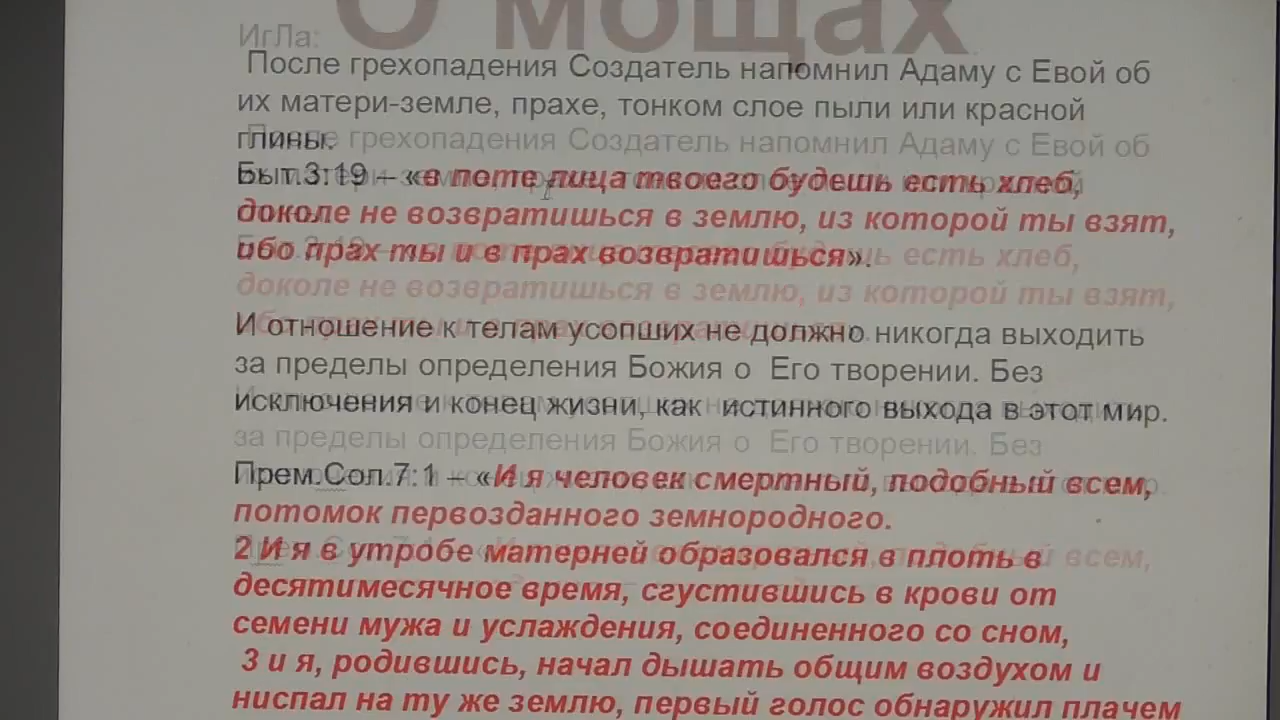 О мощах
ИгЛа:
После грехопадения Создатель напомнил Адаму с Евой об
их матери-земле, прахе, тонком слое пыли или красной
глины.
Быт.3:19 – «в поте лица твоего будешь есть хлеб,
доколе не возвратишься в землю, из которой ты взят,
ибо прах ты и в прах возвратишься».
И отношение к телам усопших не должно никогда выходить
за пределы определения Божия о Его творении. Без
исключения и конец жизни, как истинного выхода в этот мир.
Прем.Сол.7:1 – «И я человек смертный, подобный всем,
потомок первозданного земнородного.
2 И я в утробе матерней образовался в плоть в
десятимесячное время, сгустившись в крови от
семени мужа и услаждения, соединенного со сном,
3 и я, родившись, начал дышать общим воздухом и
ниспал на ту же землю, первый голос обнаружил плачем